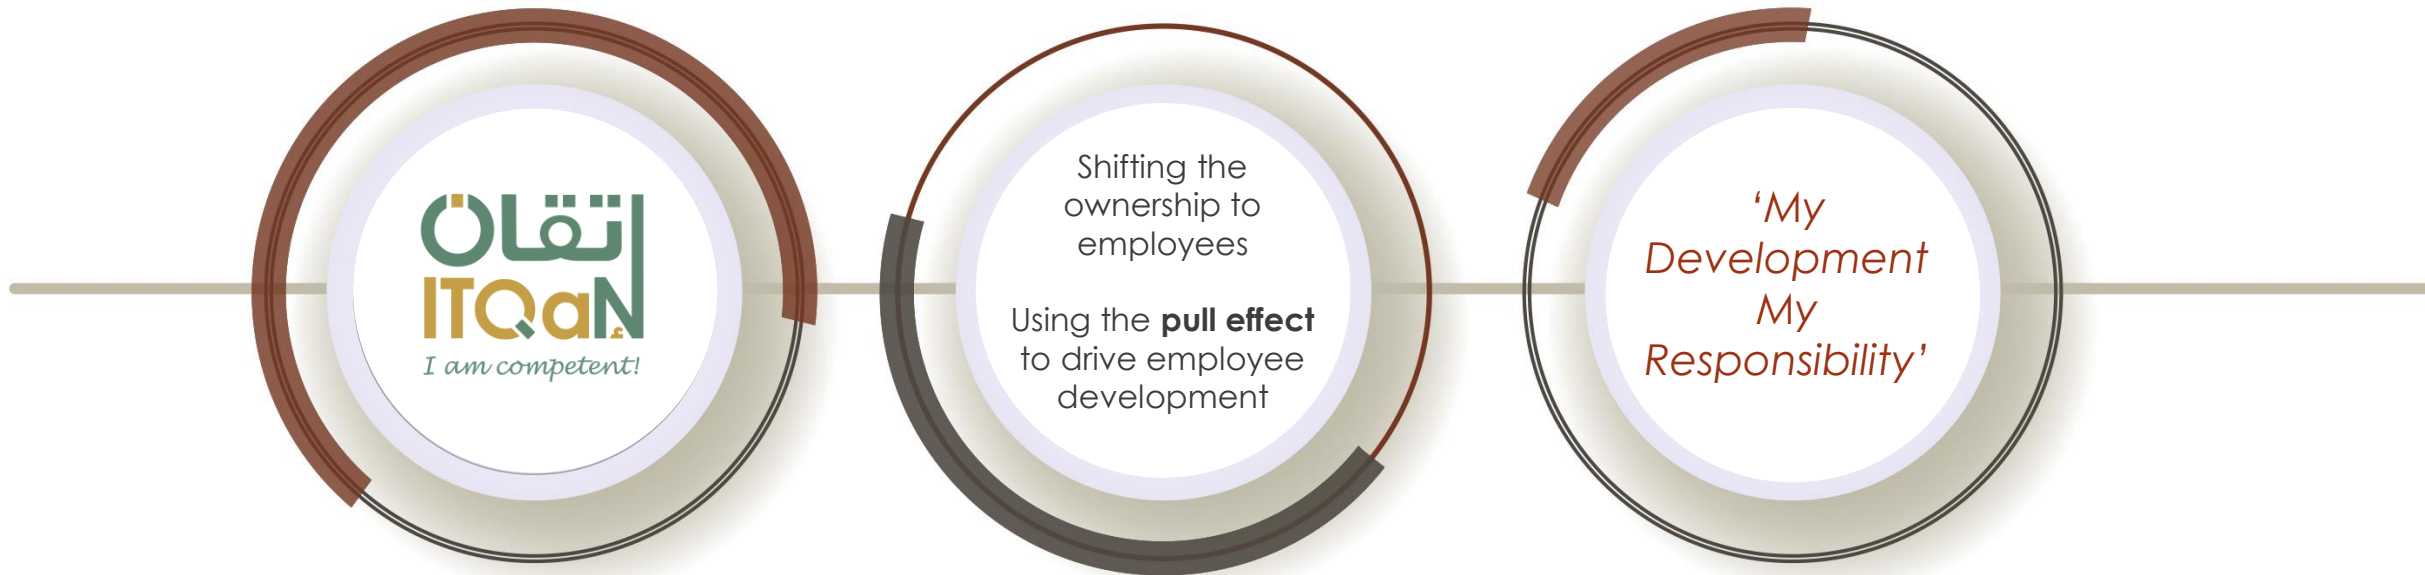 إتقان
ITQaN
I am competent!
Shifting the
ownership to
employees
Using the pull effect
to drive employee
development
‘My
Development
My
Responsibility’